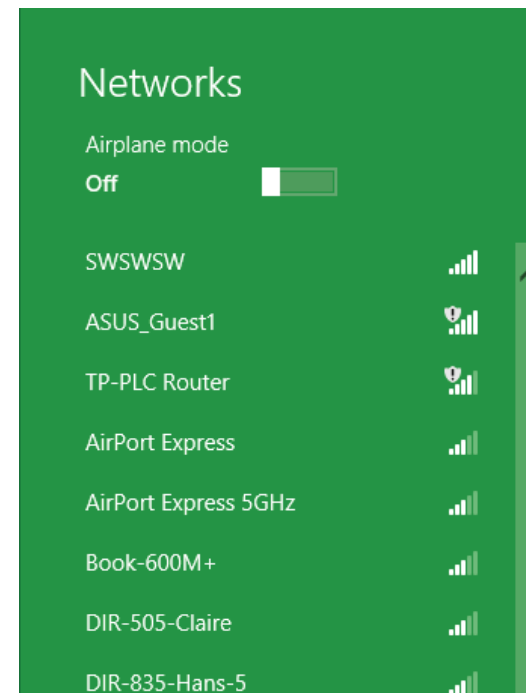 Networks
Airplane mode
Off
SWSWSW
ASUS_Guest1
TP-PLC Router
AirPort Express
AirPort Express 5GHz
Book-600M+
DIR-505-Claire
DIR-835-Hans-5